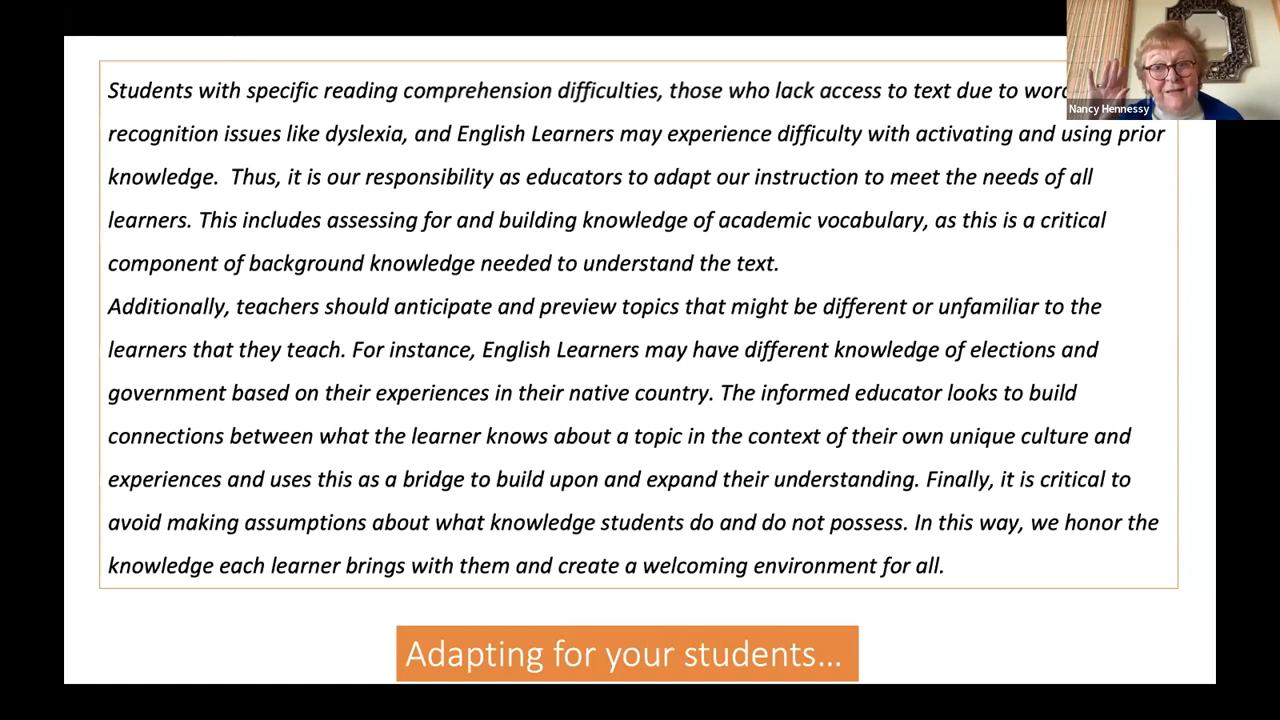 Students with specific reading comprehension difficulties, those who lack access to text due to
Nancy Hennessy
recognition issues like dyslexia, and English Learners may experience difficulty with activating and using prior
knowledge. Thus, it is our responsibility as educators to adapt our instruction to meet the needs of all
learners. This includes assessing for and building knowledge of academic vocabulary, as this is a critical
component of background knowledge needed to understand the text.
Additionally, teachers should anticipate and preview topics that might be different or unfamiliar to the
learners that they teach. For instance, English Learners may have different knowledge of elections and
government based on their experiences in their native country. The informed educator looks to build
connections between what the learner knows about a topic in the context of their own unique culture and
experiences and uses this as a bridge to build upon and expand their understanding. Finally, it is critical to
avoid making assumptions about what knowledge students do and do not possess. In this way, we honor the
knowledge each learner brings with them and create a welcoming environment for all.
Adapting for your students...